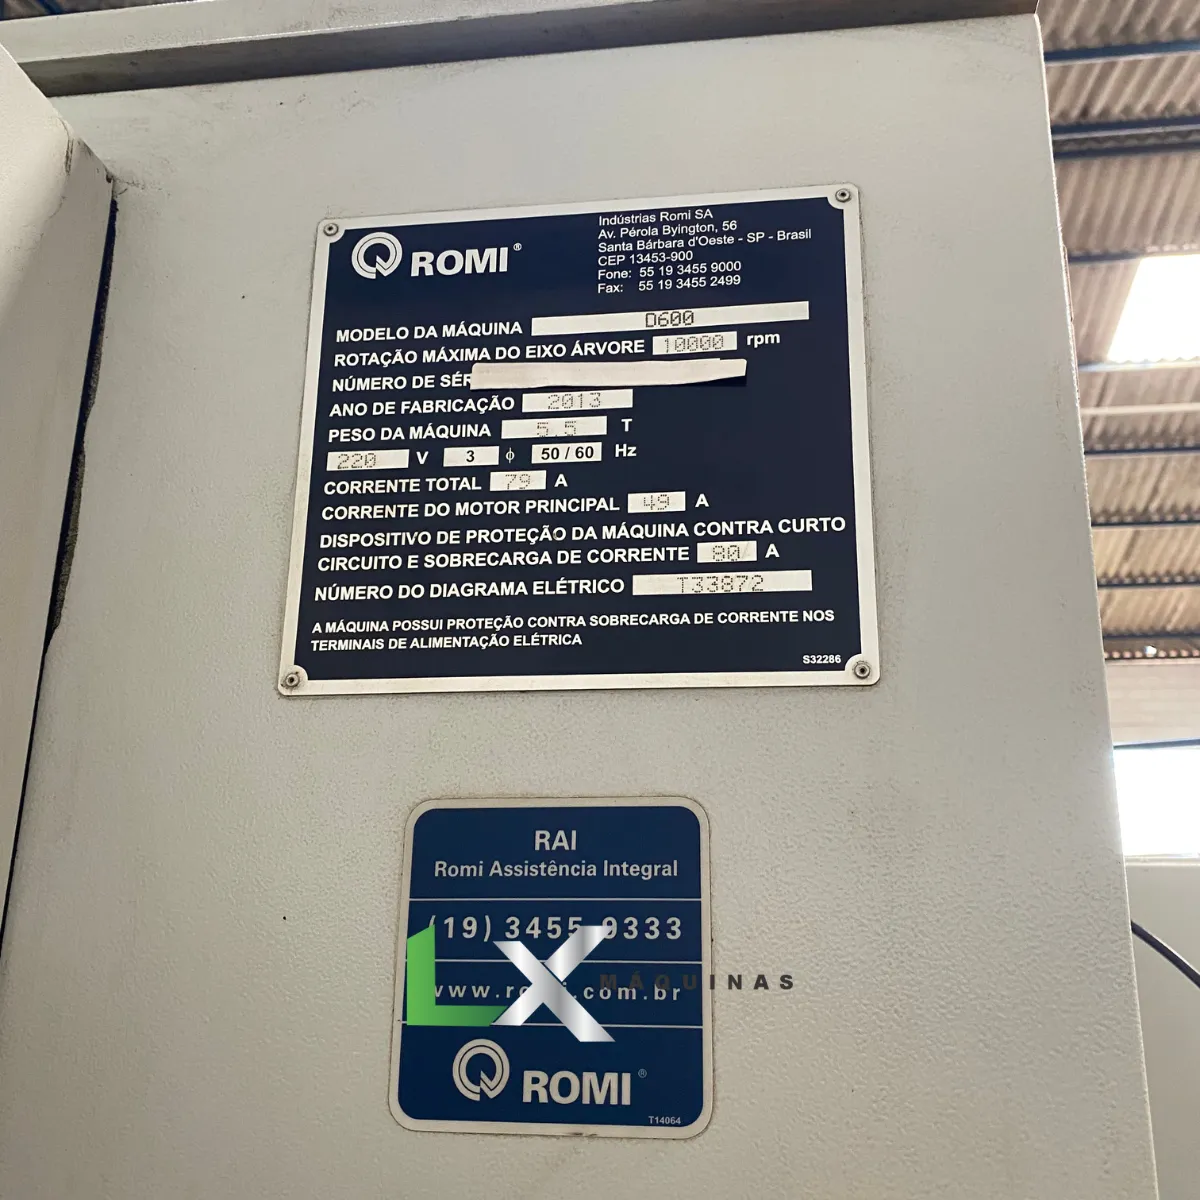 ROMI®
Indústrias Romi SA
Av. Pérola Byington, 56
Santa Bárbara d'Oeste - SP - Brasil
CEP 13453-900
Fone: 55 19 3455 9000
Fax: 55 19 3455 2499
MODELO DA MÁQUINA D600
ROTAÇÃO MÁXIMA DO EIXO ÁRVORE 10000 rpm
NÚMERO DE SÉR
ANO DE FABRICAÇÃO 2013
PESO DA MÁQUINA 5.5 T
220 V 3 ϕ 50 / 60 Hz
CORRENTE TOTAL 79 A
CORRENTE DO MOTOR PRINCIPAL 49 A
DISPOSITIVO DE PROTEÇÃO DA MÁQUINA CONTRA CURTO
CIRCUITO E SOBRECARGA DE CORRENTE 80 A
NÚMERO DO DIAGRAMA ELÉTRICO T33872
A MÁQUINA POSSUI PROTEÇÃO CONTRA SOBRECARGA DE CORRENTE NOS
TERMINAIS DE ALIMENTAÇÃO ELÉTRICA
S32286
RAI
Romi Assistência Integral
(19) 3455 9333
LX MÁQUINAS
www.romi.com.br
ROMI®
T14064